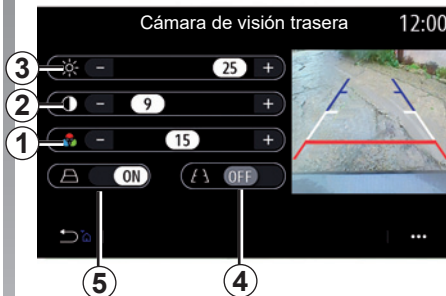 Cámara de visión trasera 12:00
3 - 25 +
2 - 9 +
1 - 15 +
ON OFF
5 4